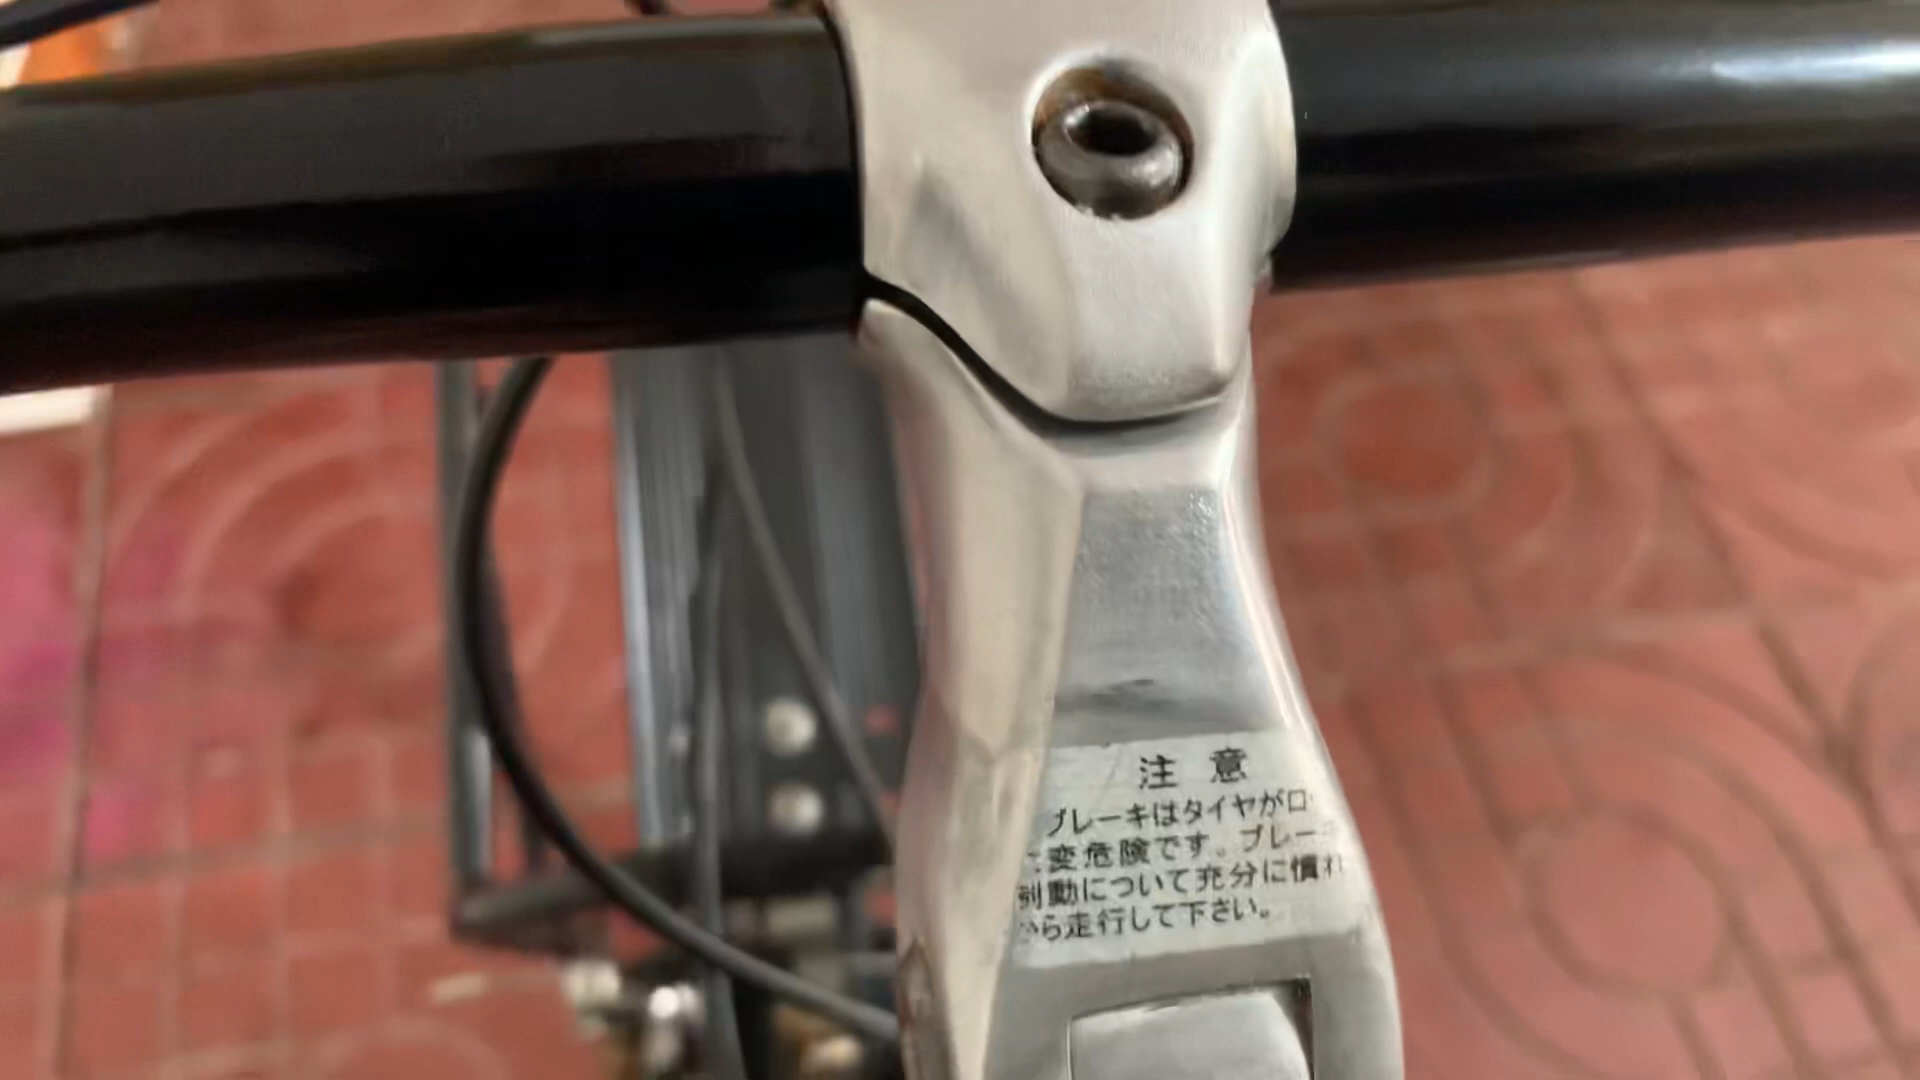 注意
ブレーキはタイヤがロ
変危険です。ブレー
制動について充分に慣れ
から走行して下さい。